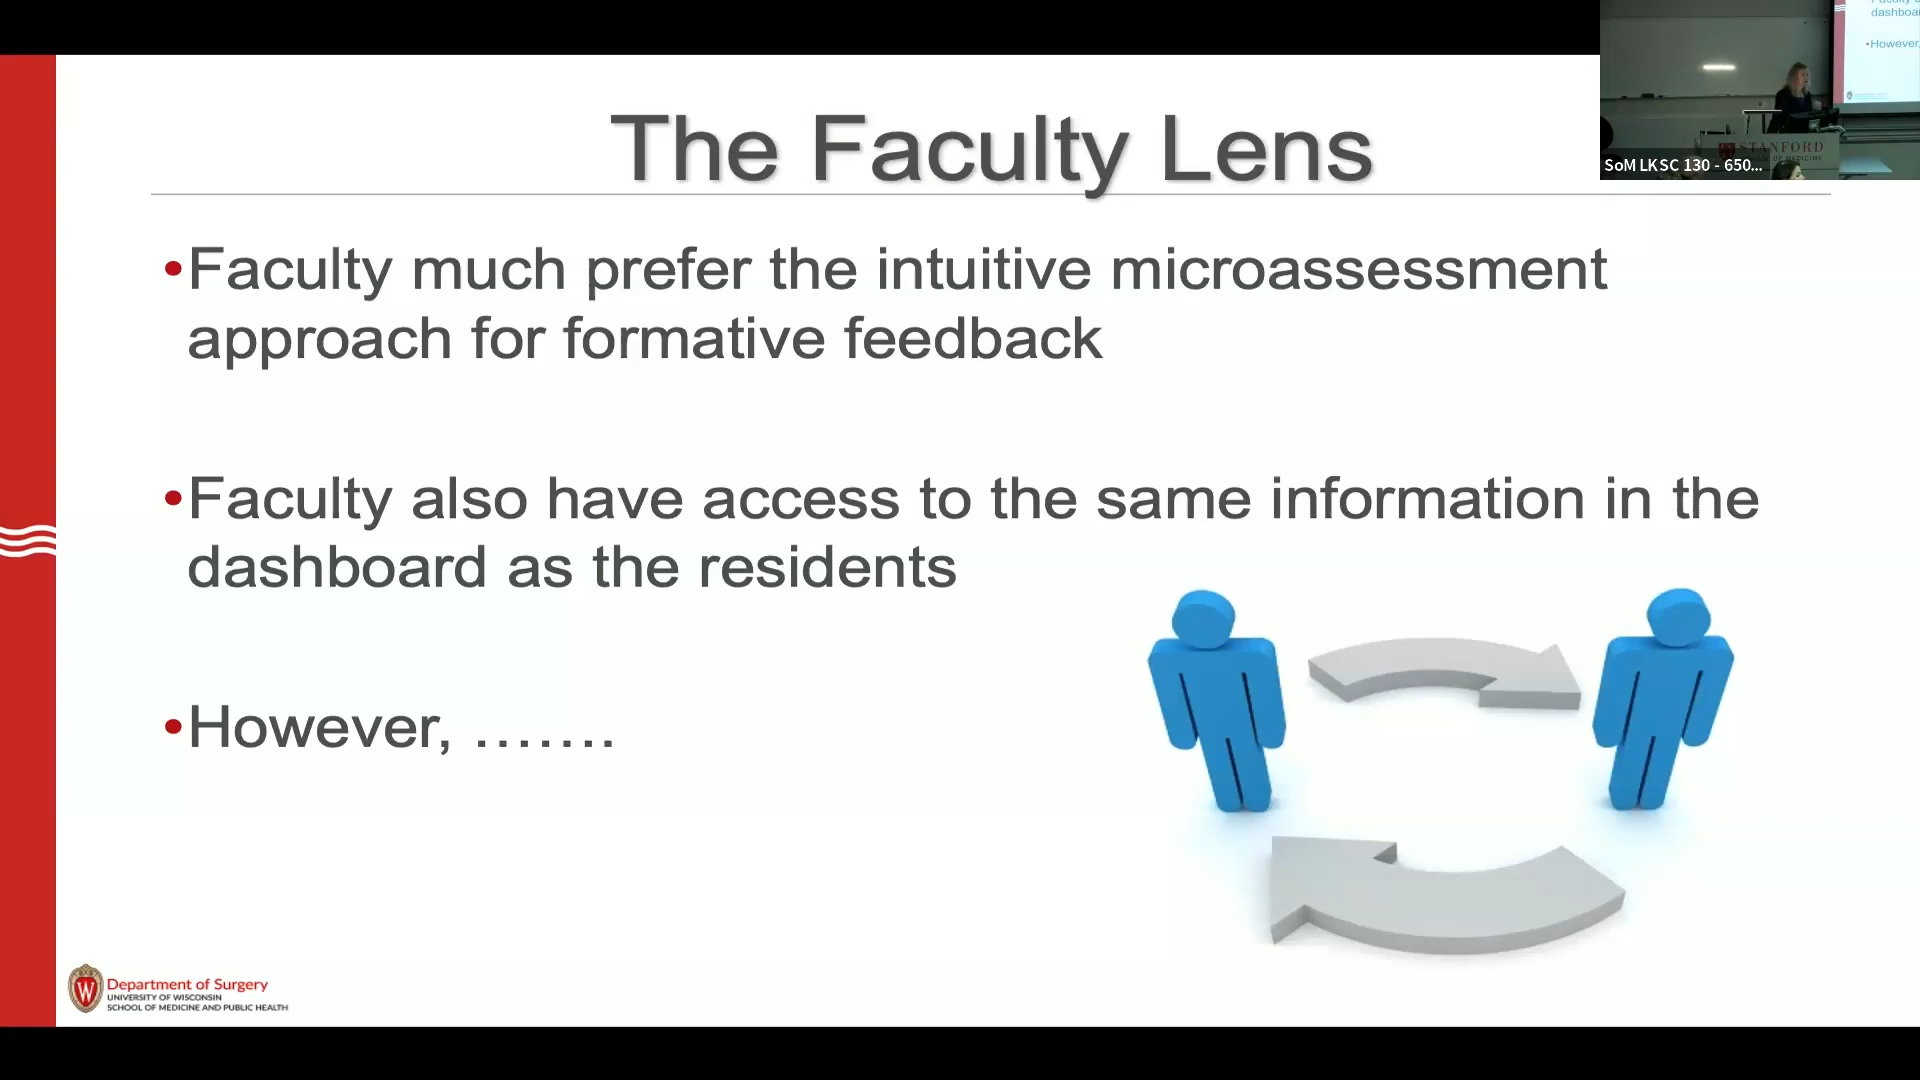 The Faculty Lens
•Faculty much prefer the intuitive microassessment
approach for formative feedback
•Faculty also have access to the same information in the
dashboard as the residents
•However, …….
Department of Surgery
UNIVERSITY OF WISCONSIN
SCHOOL OF MEDICINE AND PUBLIC HEALTH
W
dashboar
•However,
STANFORD
SoM LKSC 130 - 650...